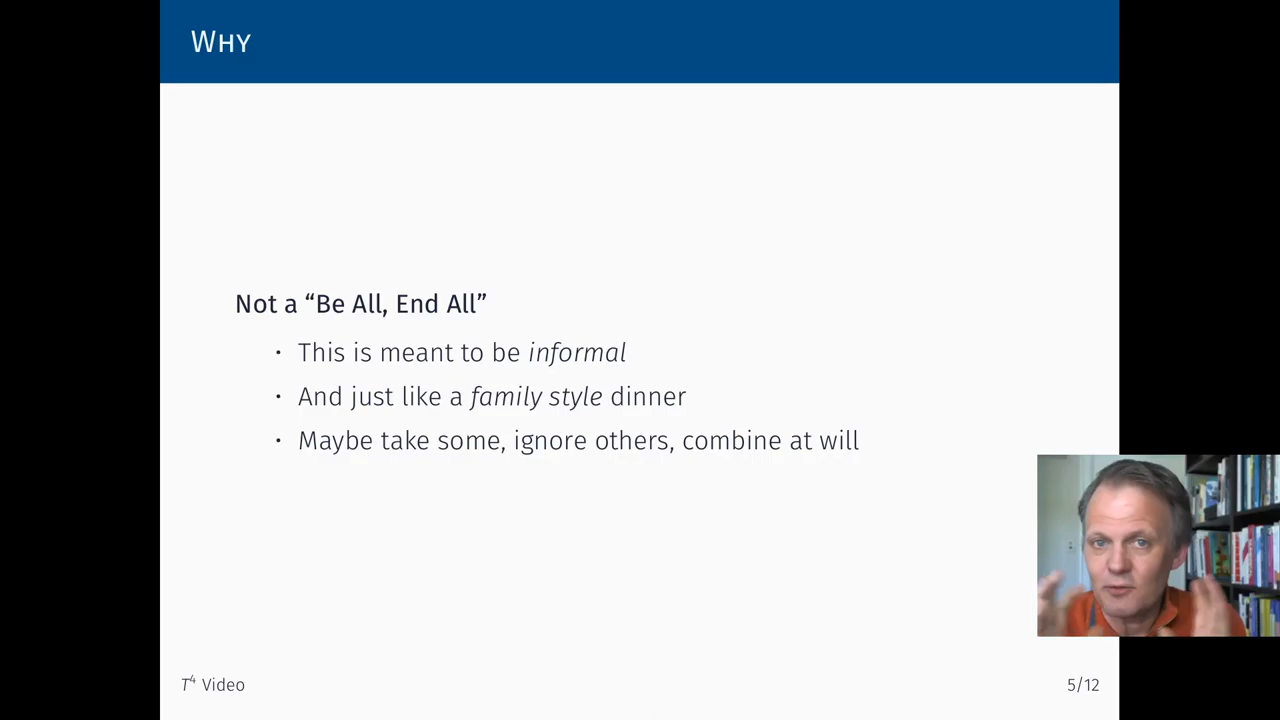 Why
Not a “Be All, End All”
• This is meant to be informal
• And just like a family style dinner
• Maybe take some, ignore others, combine at will
T⁴ Video
5/12